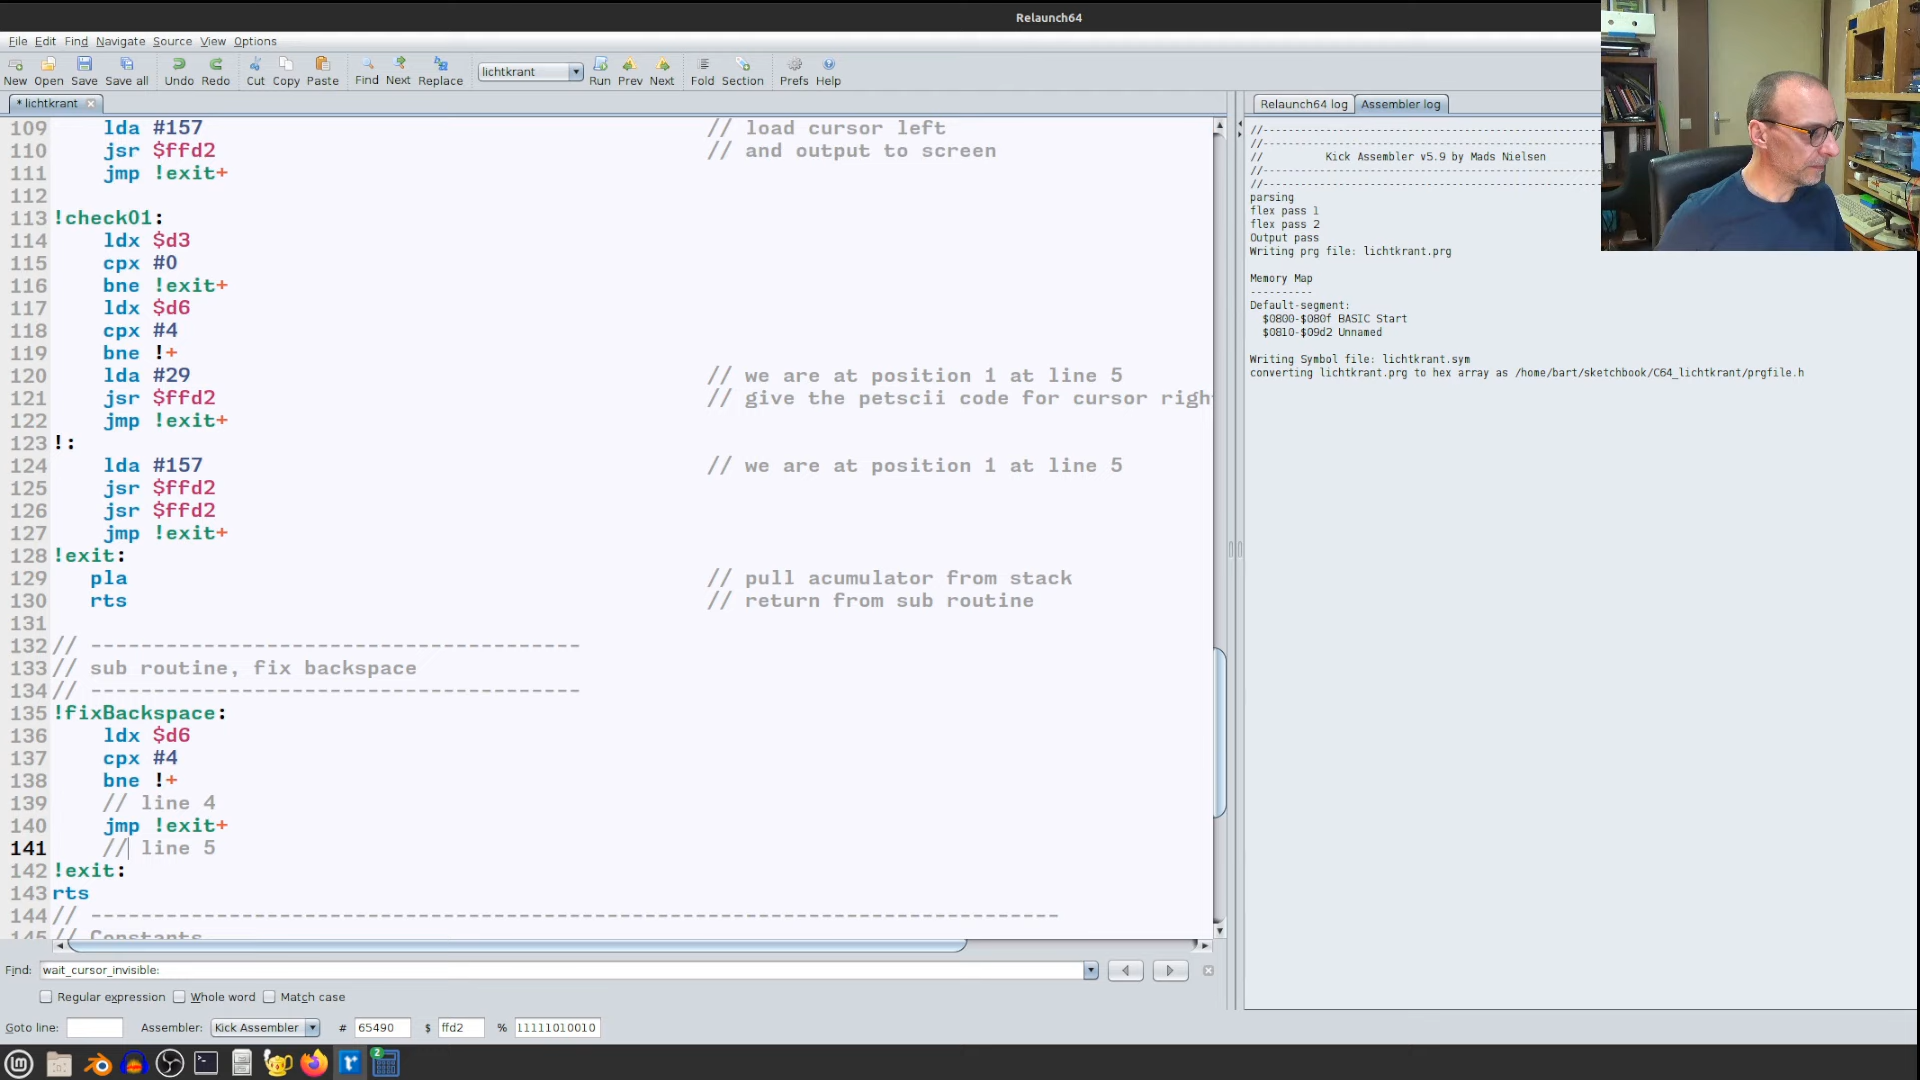 Relaunch64
File Edit Find Navigate Source View Options
New Open Save Save all Undo Redo Cut Copy Paste Find Next Replace lichtkrant Run Prev Next Fold Section Prefs Help
* lichtkrant
Relaunch64 log Assembler log
109 lda #157 // load cursor left
110 jsr $ffd2 // and output to screen
111 jmp !exit+
112
113 !check01:
114 ldx $d3
115 cpx #0
116 bne !exit+
117 ldx $d6
118 cpx #4
119 bne !+
120 lda #29 // we are at position 1 at line 5
121 jsr $ffd2 // give the petscii code for cursor righ
122 jmp !exit+
123 !:
124 lda #157 // we are at position 1 at line 5
125 jsr $ffd2
126 jsr $ffd2
127 jmp !exit+
128 !exit:
129 pla // pull acumulator from stack
130 rts // return from sub routine
131
132 // ---------------------------------------
133 // sub routine, fix backspace
134 // ---------------------------------------
135 !fixBackspace:
136 ldx $d6
137 cpx #4
138 bne !+
139 // line 4
140 jmp !exit+
141 // line 5
142 !exit:
143 rts
144 // -----------------------------------------------------------------------------
145 // Constants
//------------------------------------------------------
//------------------------------------------------------
// Kick Assembler v5.9 by Mads Nielsen
//------------------------------------------------------
//------------------------------------------------------
parsing
flex pass 1
flex pass 2
Output pass
Writing prg file: lichtkrant.prg
Memory Map
----------
Default-segment:
$0800-$080f BASIC Start
$0810-$09d2 Unnamed
Writing Symbol file: lichtkrant.sym
converting lichtkrant.prg to hex array as /home/bart/sketchbook/C64_lichtkrant/prgfile.h
Find: wait_cursor_invisible:
Regular expression Whole word Match case
Goto line: Assembler: Kick Assembler # 65490 $ ffd2 % 11111010010
2